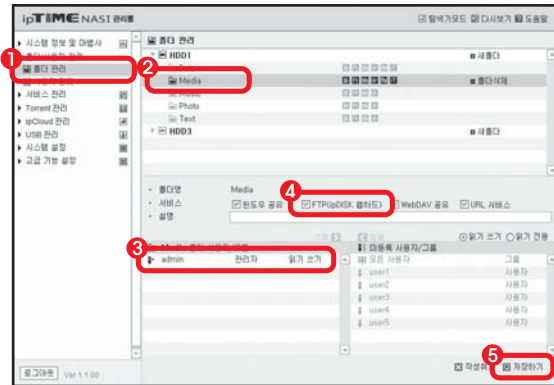 ipTIME NAS I 관리툴
탐색기모드 다시보기 도움말
시스템 정보 및 마법사
폴더 관리
서비스 관리
Torrent 관리
ipCloud 관리
USB 관리
시스템 설정
고급 기능 설정
로그아웃 Ver 1.1.00
폴더 관리
HDD1 새폴더
Media 폴더삭제
Photo
Text
HDD3 새폴더
폴더명 Media
서비스 윈도우 공유 FTP(ipDISK 웹하드) WebDAV 공유 URL 서비스
설명
읽기 쓰기 읽기 전용
미등록 사용자/그룹
admin 관리자 읽기 쓰기
모든 사용자 그룹
user1 사용자
user2 사용자
user3 사용자
user4 사용자
user5 사용자
저장하기
1
2
3
4
5